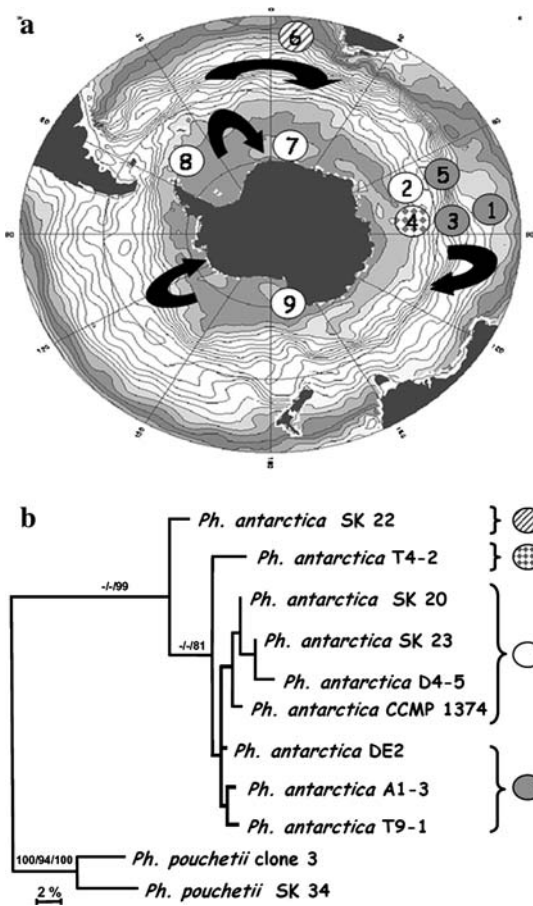 a
6
7
8
2
5
4
3
1
9
b
Ph. antarctica SK 22
-/-/99
Ph. antarctica T4-2
Ph. antarctica SK 20
Ph. antarctica SK 23
-/-/81
Ph. antarctica D4-5
Ph. antarctica CCMP 1374
Ph. antarctica DE2
Ph. antarctica A1-3
Ph. antarctica T9-1
100/94/100
Ph. pouchetii clone 3
Ph. pouchetii SK 34
2 %